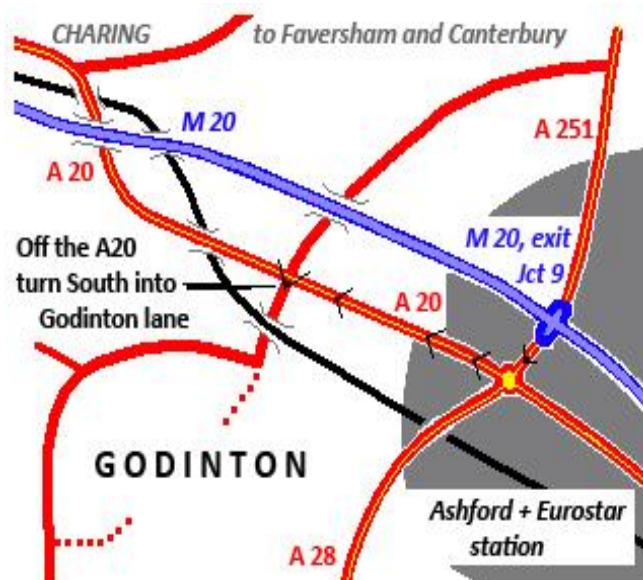 CHARING
to Faversham and Canterbury
M 20
A 251
A 20
M 20, exit
Jct 9
Off the A20
turn South into
Godinton lane
A 20
GODINTON
Ashford + Eurostar
station
A 28